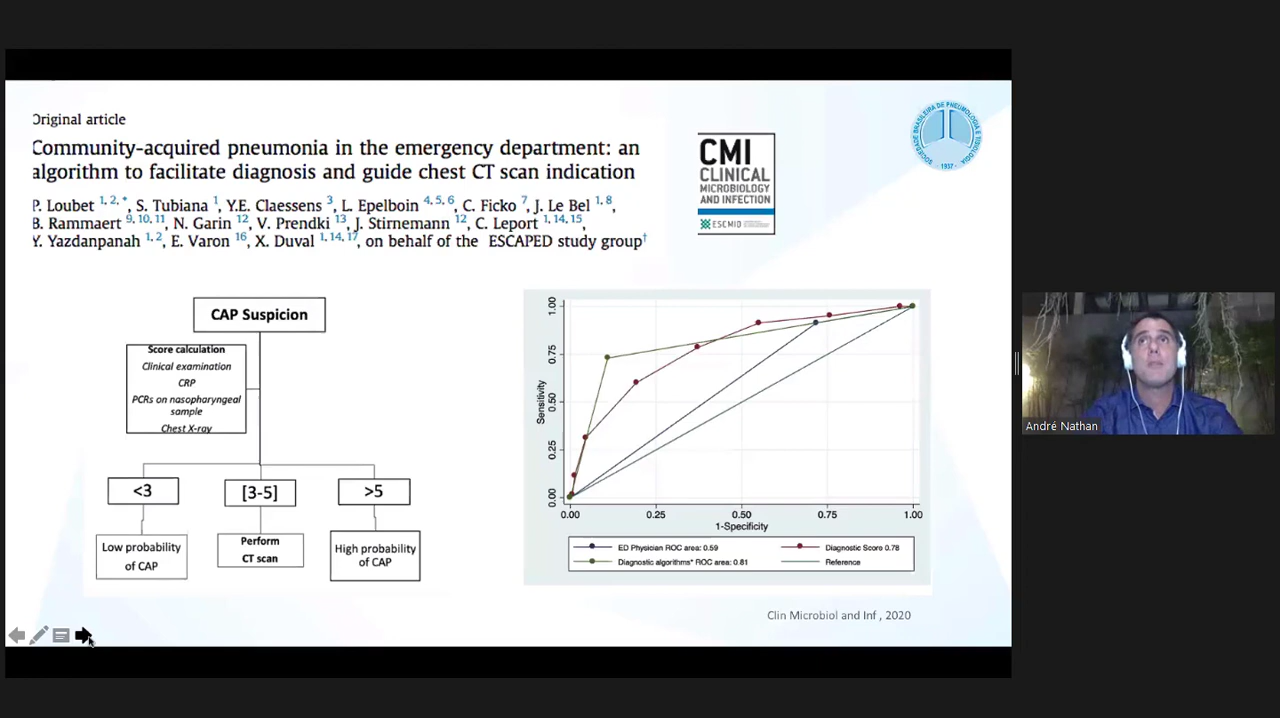 Original article
Community-acquired pneumonia in the emergency department: an
algorithm to facilitate diagnosis and guide chest CT scan indication
P. Loubet 1, 2, *, S. Tubiana 1, Y.E. Claessens 3, L. Epelboin 4, 5, 6, C. Ficko 7, J. Le Bel 1, 8,
B. Rammaert 9, 10, 11, N. Garin 12, V. Prendki 13, J. Stirnemann 12, C. Leport 1, 14, 15,
Y. Yazdanpanah 1, 2, E. Varon 16, X. Duval 1, 14, 17, on behalf of the ESCAPED study group†
CMI
CLINICAL
MICROBIOLOGY
AND INFECTION
ESCMID
SOCIEDADE BRASILEIRA DE PNEUMOLOGIA E TISIOLOGIA
1937
CAP Suspicion
Score calculation
Clinical examination
CRP
PCRs on nasopharyngeal
sample
Chest X-ray
<3
[3-5]
>5
Low probability
of CAP
Perform
CT scan
High probability
of CAP
Sensitivity
1.00
0.75
0.50
0.25
0.00
0.00 0.25 0.50 0.75 1.00
1-Specificity
ED Physician ROC area: 0.59
Diagnostic Score 0.78
Diagnostic algorithms* ROC area: 0.81
Reference
Clin Microbiol and Inf , 2020
André Nathan